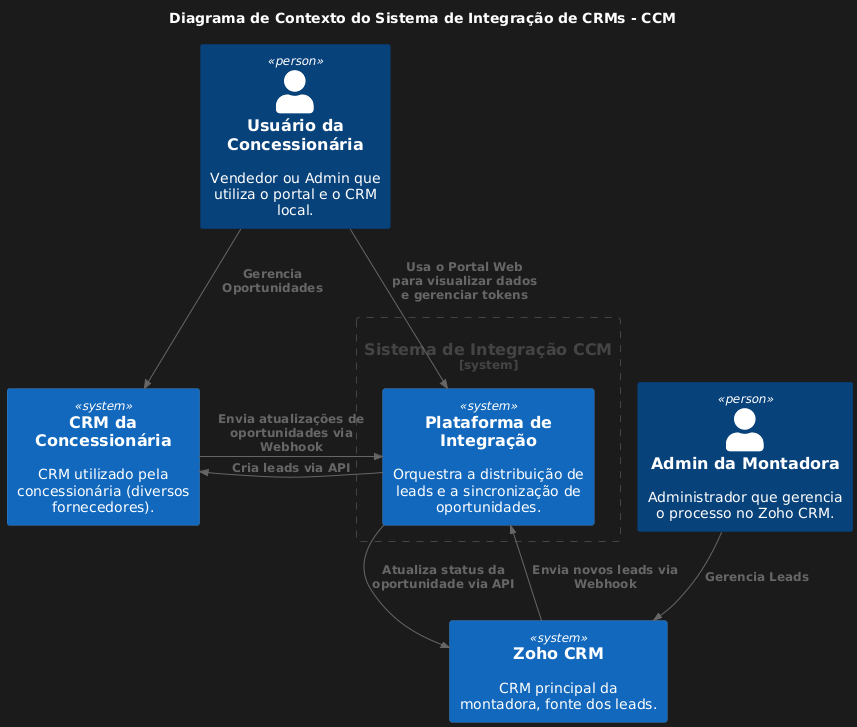 Diagrama de Contexto do Sistema de Integração de CRMs - CCM
«person»
Usuário da
Concessionária
Vendedor ou Admin que
utiliza o portal e o CRM
local.
Gerencia
Oportunidades
Usa o Portal Web
para visualizar dados
e gerenciar tokens
Sistema de Integração CCM
[system]
«system»
CRM da
Concessionária
CRM utilizado pela
concessionária (diversos
fornecedores).
Envia atualizações de
oportunidades via
Webhook
Cria leads via API
«system»
Plataforma de
Integração
Orquestra a distribuição de
leads e a sincronização de
oportunidades.
«person»
Admin da Montadora
Administrador que gerencia
o processo no Zoho CRM.
Atualiza status da
oportunidade via API
Envia novos leads via
Webhook
Gerencia Leads
«system»
Zoho CRM
CRM principal da
montadora, fonte dos leads.